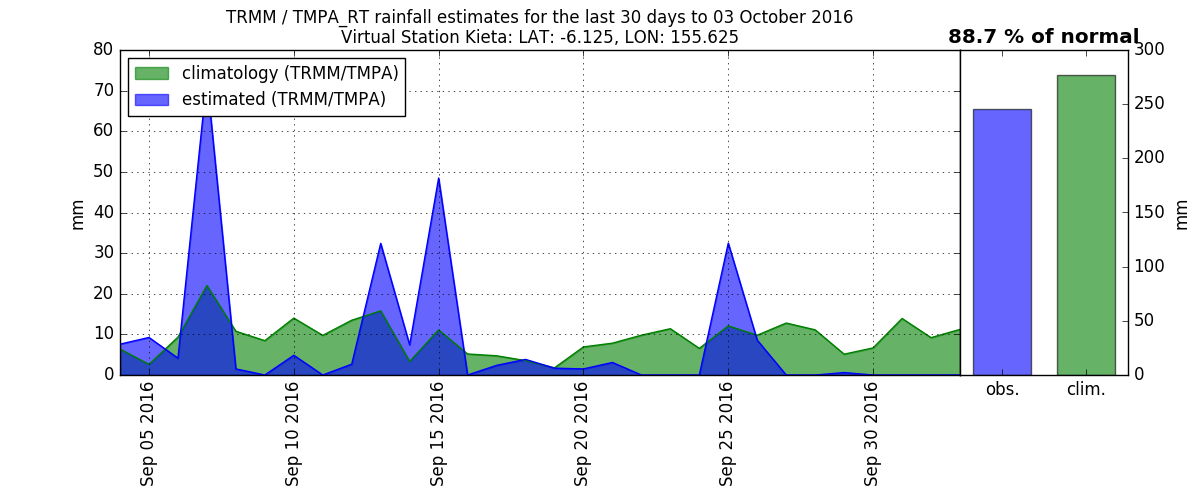 TRMM / TMPA_RT rainfall estimates for the last 30 days to 03 October 2016
Virtual Station Kieta: LAT: -6.125, LON: 155.625
88.7 % of normal
climatology (TRMM/TMPA)
estimated (TRMM/TMPA)
80
70
60
50
40
30
20
10
0
mm
Sep 05 2016
Sep 10 2016
Sep 15 2016
Sep 20 2016
Sep 25 2016
Sep 30 2016
300
250
200
150
100
50
0
mm
obs.
clim.